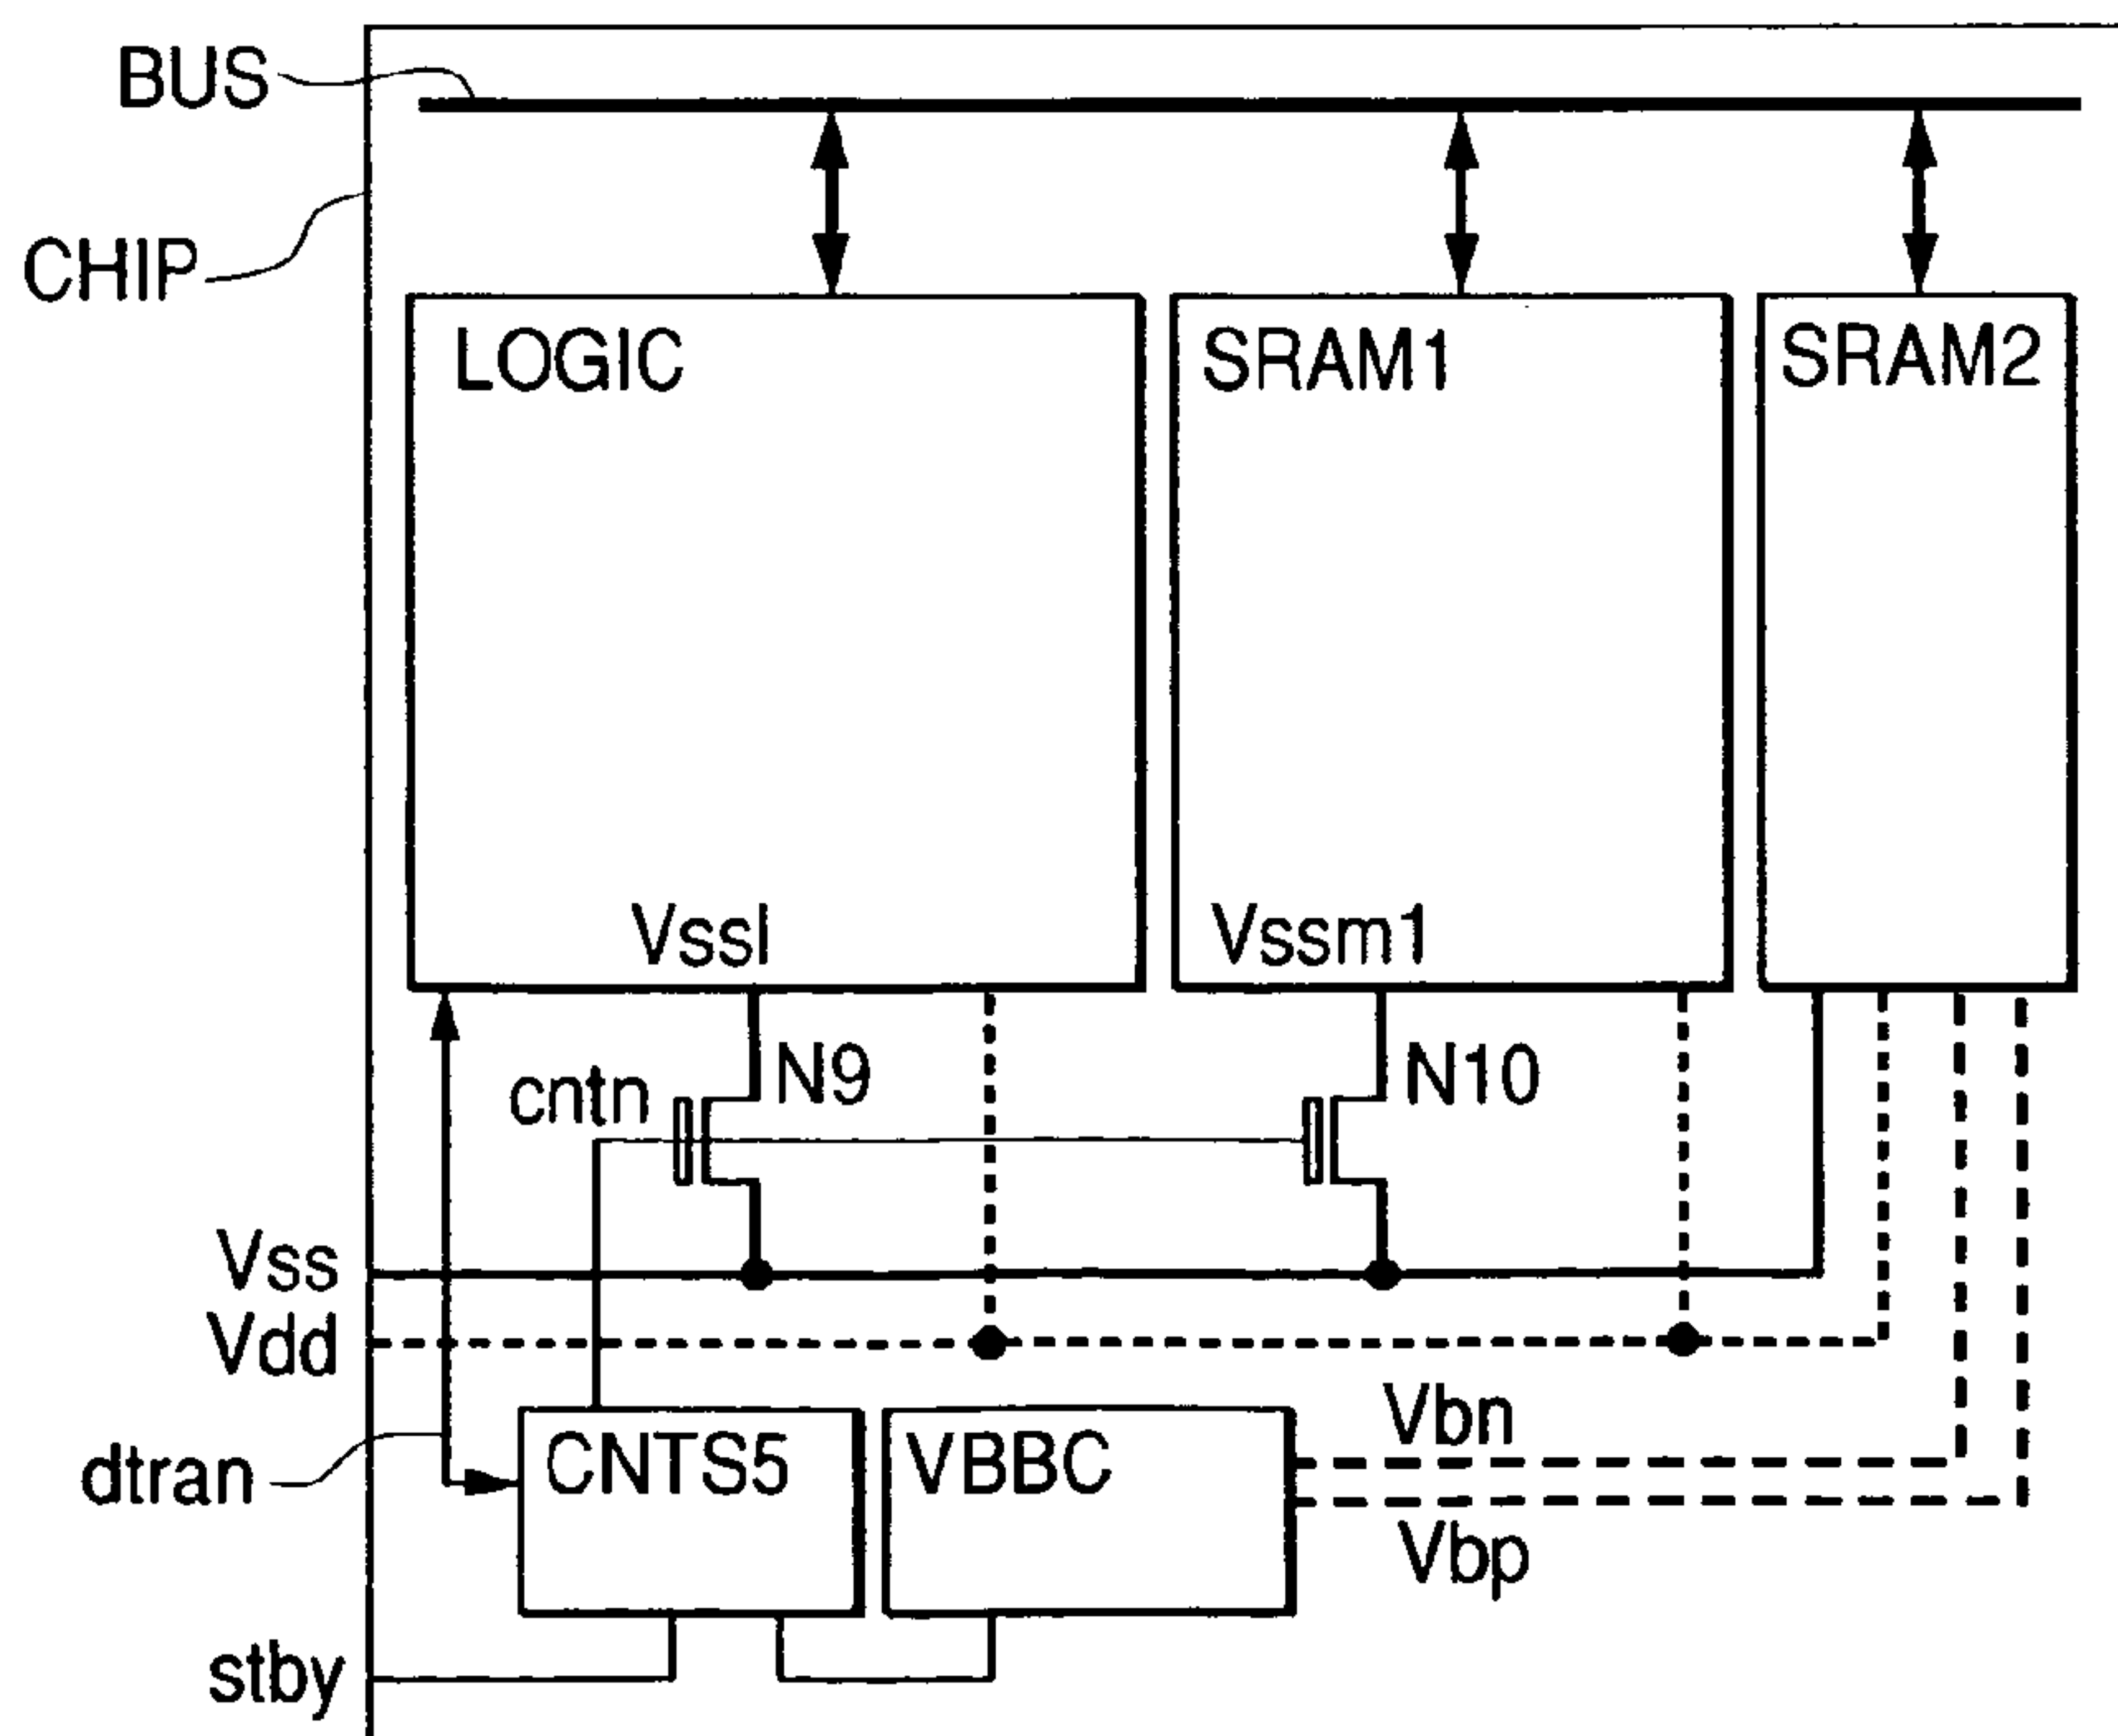 BUS
CHIP
LOGIC
SRAM1
SRAM2
Vssl
Vssm1
N9
N10
cntn
Vss
Vdd
Vbn
CNTS5
VBBC
dtran
Vbp
stby